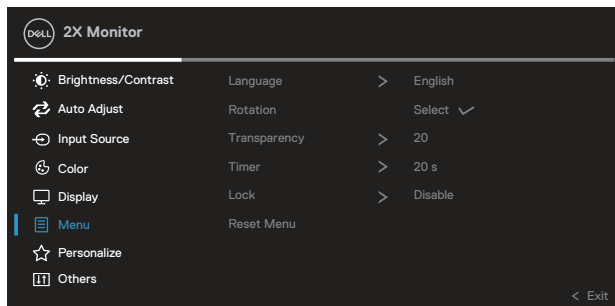 DELL 2X Monitor
Brightness/Contrast Language > English
Auto Adjust Rotation Select ✓
Input Source Transparency > 20
Color Timer > 20 s
Display Lock > Disable
Menu Reset Menu
Personalize
Others
< Exit